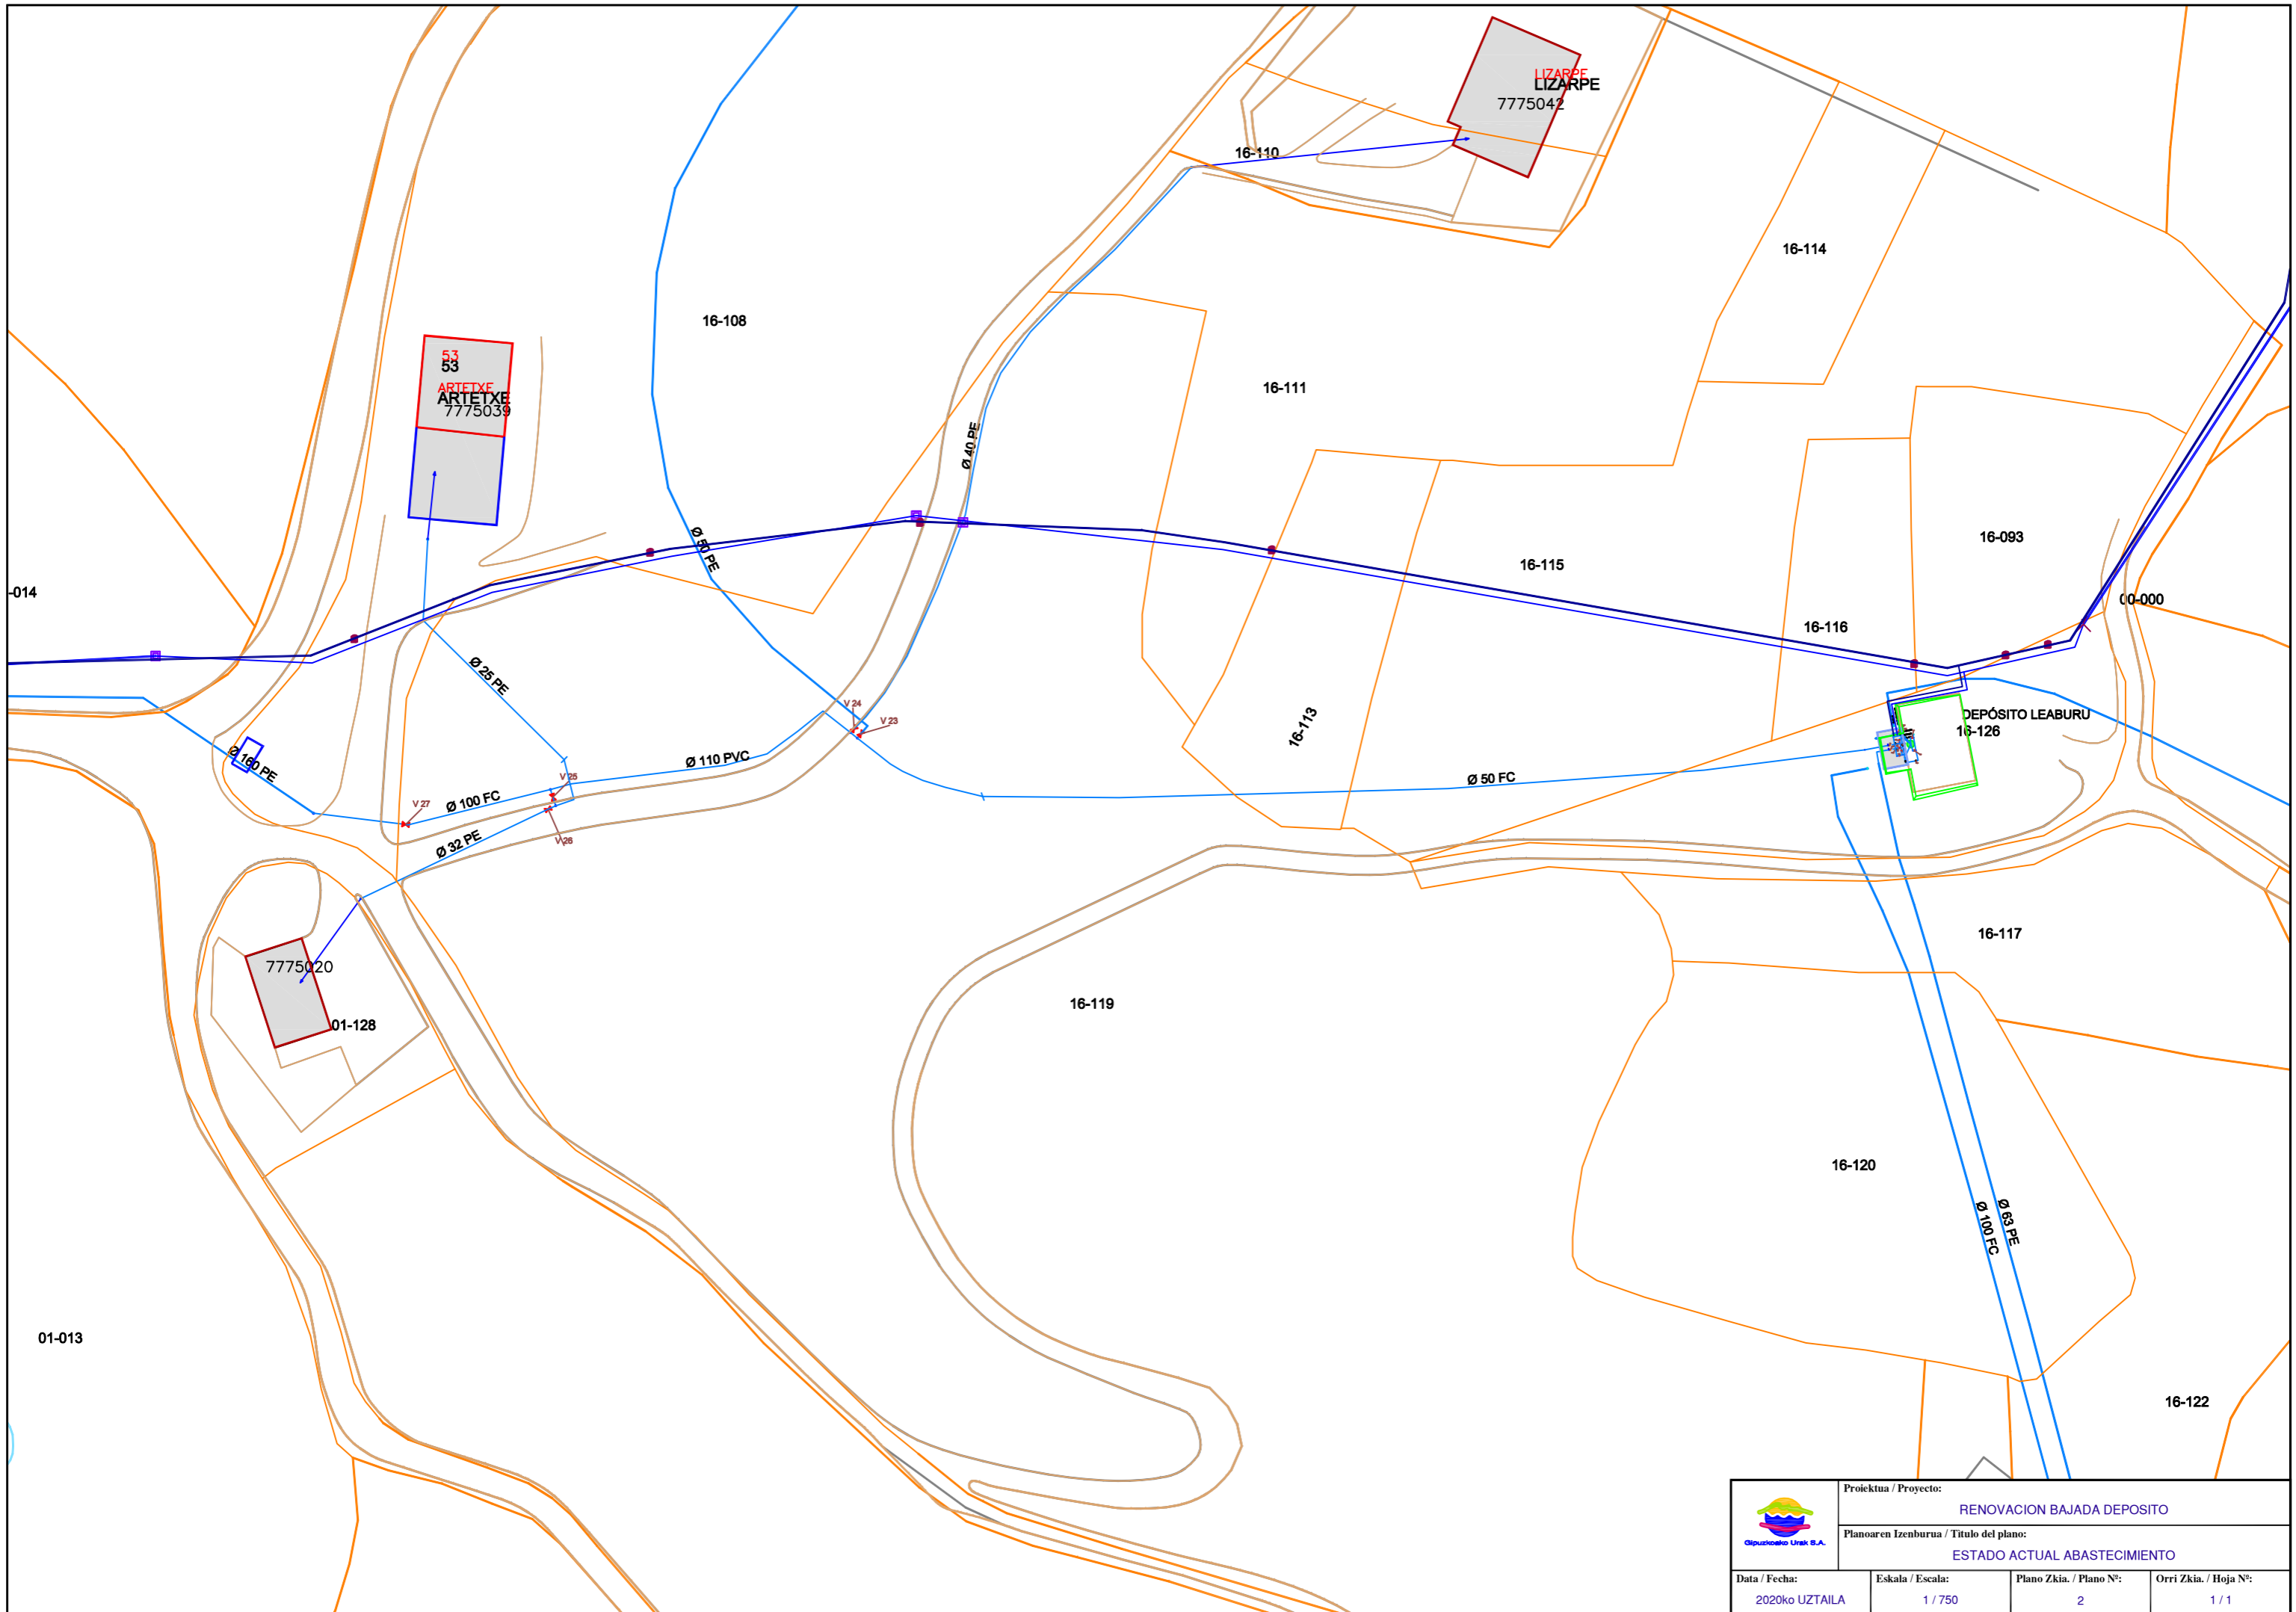 LIZARPE
LIZARPE
7775042
16-110
16-114
16-108
53
53
ARTETXE
ARTETXE
7775039
16-111
Ø 40 PE
Ø 50 PE
16-093
16-115
-014
00-000
16-116
Ø 25 PE
V 24
V 23
16-113
DEPÓSITO LEABURU
16-126
Ø 160 PE
Ø 110 PVC
V 25
Ø 50 FC
V 27
Ø 100 FC
Ø 32 PE
V 26
16-117
7775020
01-128
16-119
16-120
Ø 63 PE
Ø 100 FC
01-013
16-122
Proiektua / Proyecto:
RENOVACION BAJADA DEPOSITO
Gipuzkoako Urak S.A.
Planoaren Izenburua / Titulo del plano:
ESTADO ACTUAL ABASTECIMIENTO
Data / Fecha:
2020ko UZTAILA
Eskala / Escala:
1 / 750
Plano Zkia. / Plano Nº:
2
Orri Zkia. / Hoja Nº:
1 / 1